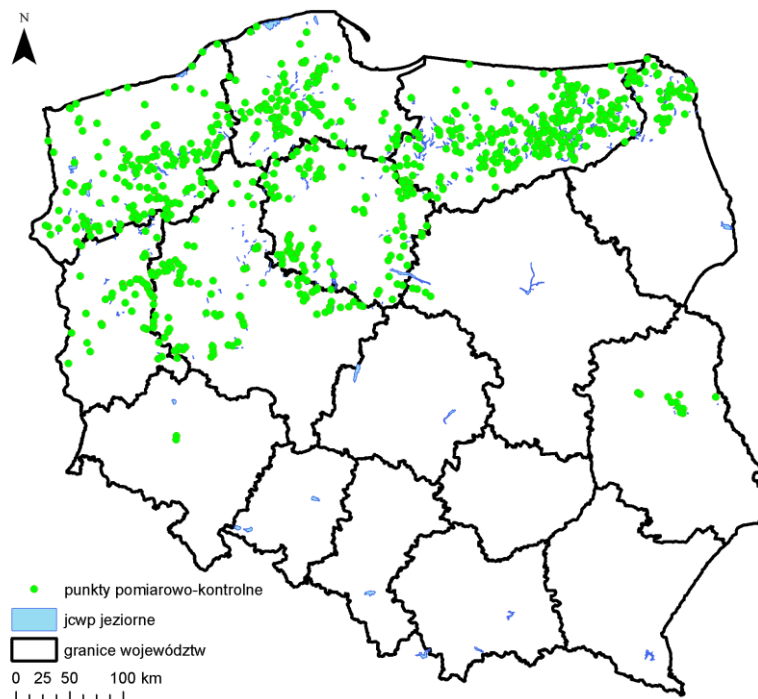 N
punkty pomiarowo-kontrolne
jcwp jeziorne
granice województw
0 25 50 100 km